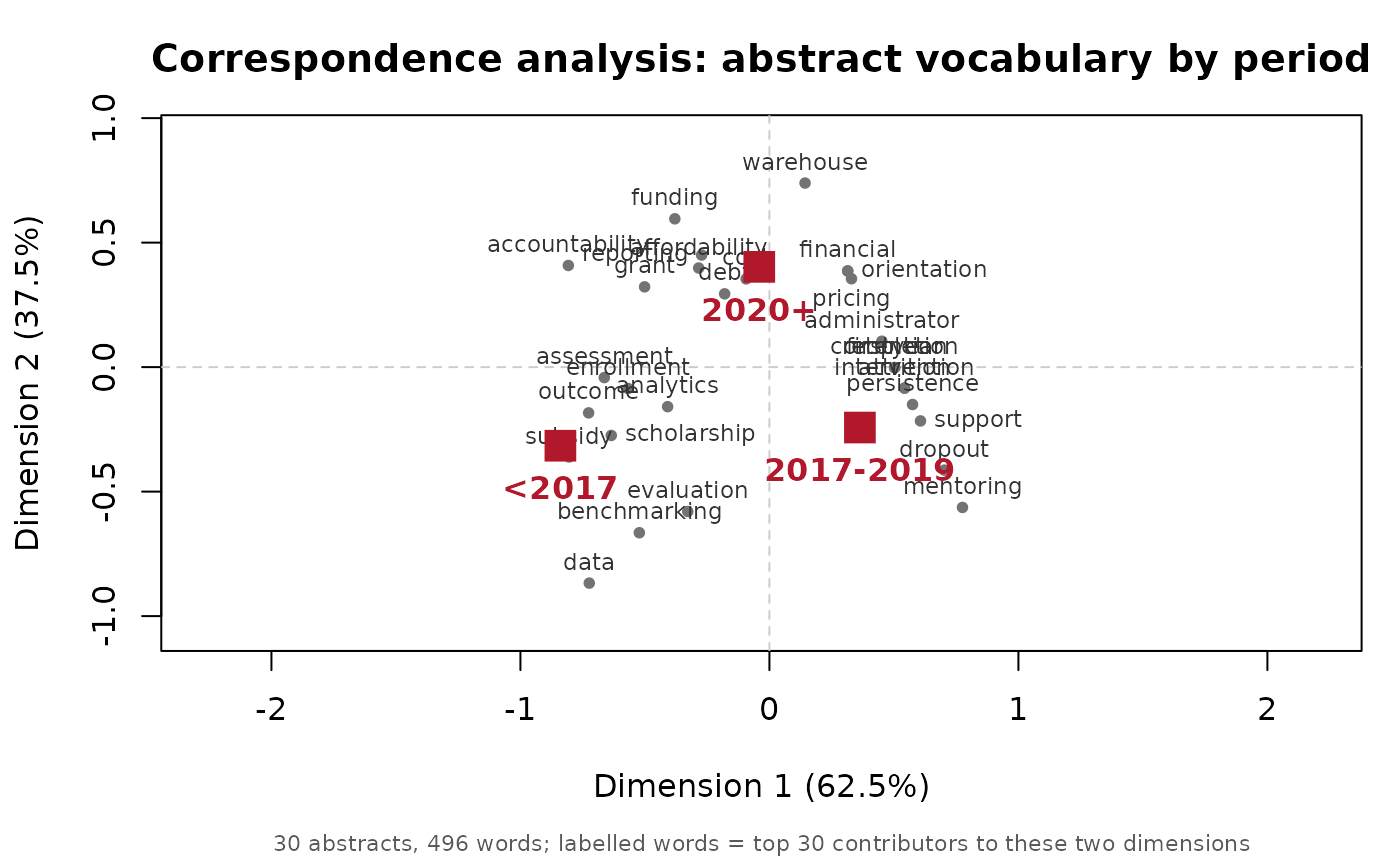 Correspondence analysis: abstract vocabulary by period
Dimension 2 (37.5%)
1.0
0.5
0.0
-0.5
-1.0
warehouse
funding
accountability
affordability
reporting
financial
grant
orientation
debt
2020+
pricing
administrator
assessment
enrollment
analytics
persistence
outcome
support
subsidy
scholarship
dropout
2017-2019
<2017
evaluation
mentoring
benchmarking
data
-2
-1
0
1
2
Dimension 1 (62.5%)
30 abstracts, 496 words; labelled words = top 30 contributors to these two dimensions